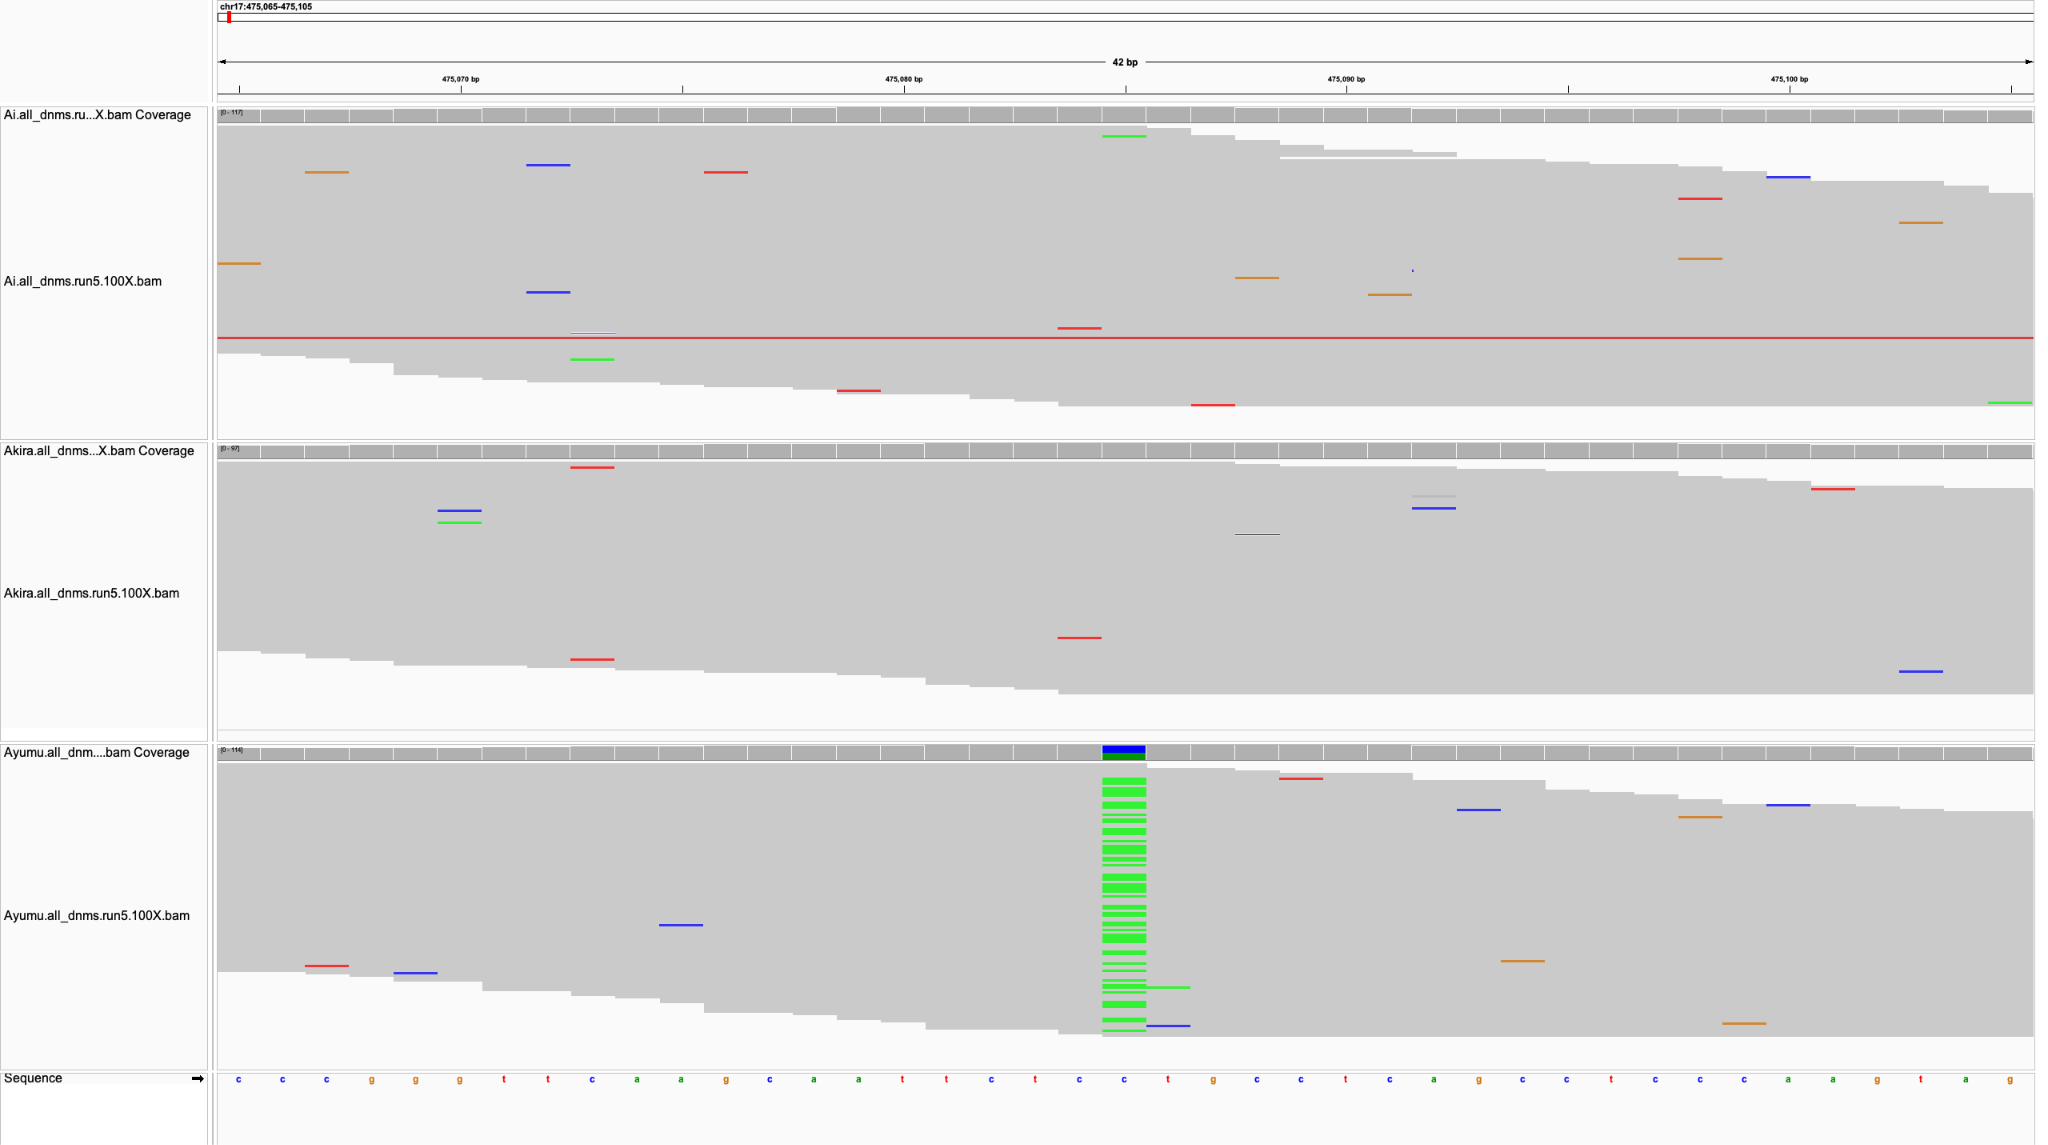 chr17:475,065-475,105
42 bp
475,070 bp 475,080 bp 475,090 bp 475,100 bp
Ai.all_dnms.ru...X.bam Coverage
[0 - 117]
Ai.all_dnms.run5.100X.bam
Akira.all_dnms...X.bam Coverage
[0 - 97]
Akira.all_dnms.run5.100X.bam
Ayumu.all_dnm....bam Coverage
[0 - 114]
Ayumu.all_dnms.run5.100X.bam
Sequence c c c g g g t t c a a g c a a t t c t c c t g c c t c a g c c t c c c a a g t a g